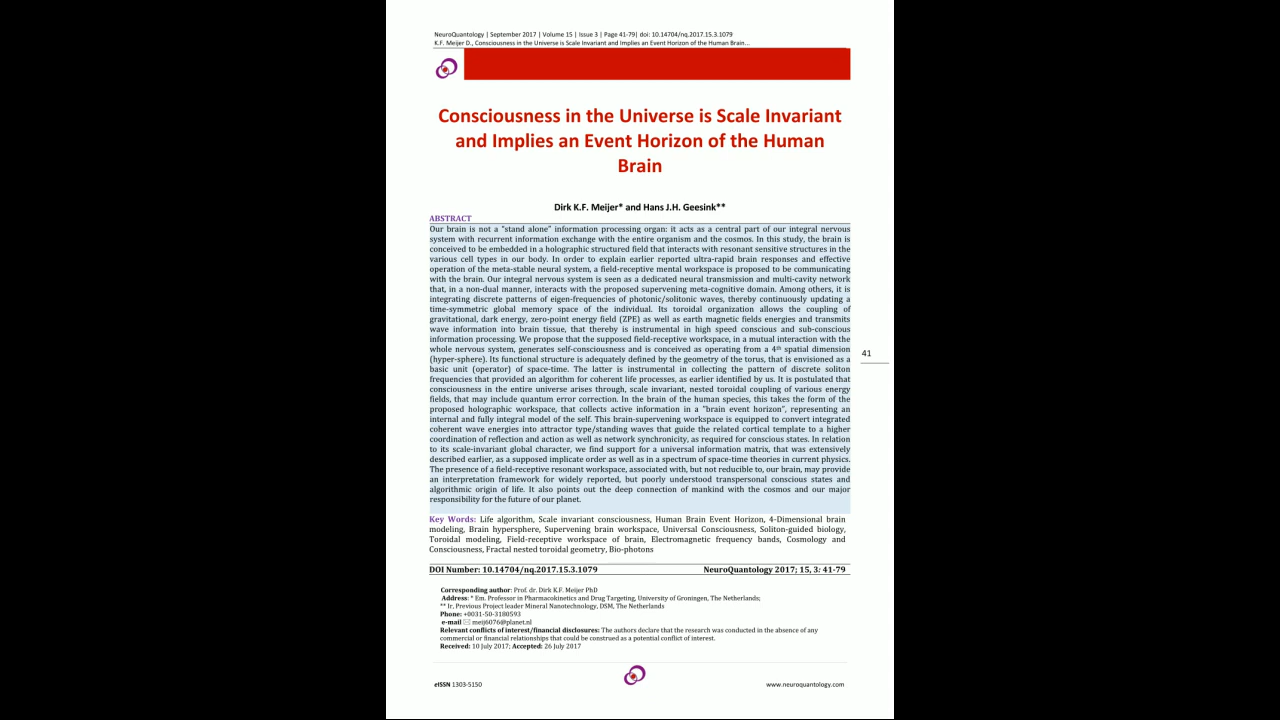 NeuroQuantology | September 2017 | Volume 15 | Issue 3 | Page 41-79| doi: 10.14704/nq.2017.15.3.1079
K.F. Meijer D., Consciousness in the Universe is Scale Invariant and Implies an Event Horizon of the Human Brain…
Consciousness in the Universe is Scale Invariant
and Implies an Event Horizon of the Human
Brain
Dirk K.F. Meijer* and Hans J.H. Geesink**
ABSTRACT
Our brain is not a "stand alone" information processing organ: it acts as a central part of our integral nervous
system with recurrent information exchange with the entire organism and the cosmos. In this study, the brain is
conceived to be embedded in a holographic structured field that interacts with resonant sensitive structures in the
various cell types in our body. In order to explain earlier reported ultra-rapid brain responses and effective
operation of the meta-stable neural system, a field-receptive mental workspace is proposed to be communicating
with the brain. Our integral nervous system is seen as a dedicated neural transmission and multi-cavity network
that, in a non-dual manner, interacts with the proposed supervening meta-cognitive domain. Among others, it is
integrating discrete patterns of eigen-frequencies of photonic/solitonic waves, thereby continuously updating a
time-symmetric global memory space of the individual. Its toroidal organization allows the coupling of
gravitational, dark energy, zero-point energy field (ZPE) as well as earth magnetic fields energies and transmits
wave information into brain tissue, that thereby is instrumental in high speed conscious and sub-conscious
information processing. We propose that the supposed field-receptive workspace, in a mutual interaction with the
whole nervous system, generates self-consciousness and is conceived as operating from a 4th spatial dimension
(hyper-sphere). Its functional structure is adequately defined by the geometry of the torus, that is envisioned as a
basic unit (operator) of space-time. The latter is instrumental in collecting the pattern of discrete soliton
frequencies that provided an algorithm for coherent life processes, as earlier identified by us. It is postulated that
consciousness in the entire universe arises through, scale invariant, nested toroidal coupling of various energy
fields, that may include quantum error correction. In the brain of the human species, this takes the form of the
proposed holographic workspace, that collects active information in a "brain event horizon", representing an
internal and fully integral model of the self. This brain-supervening workspace is equipped to convert integrated
coherent wave energies into attractor type/standing waves that guide the related cortical template to a higher
coordination of reflection and action as well as network synchronicity, as required for conscious states. In relation
to its scale-invariant global character, we find support for a universal information matrix, that was extensively
described earlier, as a supposed implicate order as well as in a spectrum of space-time theories in current physics.
The presence of a field-receptive resonant workspace, associated with, but not reducible to, our brain, may provide
an interpretation framework for widely reported, but poorly understood transpersonal conscious states and
algorithmic origin of life. It also points out the deep connection of mankind with the cosmos and our major
responsibility for the future of our planet.
41
Key Words: Life algorithm, Scale invariant consciousness, Human Brain Event Horizon, 4-Dimensional brain
modeling, Brain hypersphere, Supervening brain workspace, Universal Consciousness, Soliton-guided biology,
Toroidal modeling, Field-receptive workspace of brain, Electromagnetic frequency bands, Cosmology and
Consciousness, Fractal nested toroidal geometry, Bio-photons
DOI Number: 10.14704/nq.2017.15.3.1079 NeuroQuantology 2017; 15, 3: 41-79
Corresponding author: Prof. dr. Dirk K.F. Meijer PhD
Address: * Em. Professor in Pharmacokinetics and Drug Targeting, University of Groningen, The Netherlands;
** Ir. Previous Project leader Mineral Nanotechnology, DSM, The Netherlands
Phone: +0031-50-3180593
e-mail meij6076@planet.nl
Relevant conflicts of interest/financial disclosures: The authors declare that the research was conducted in the absence of any
commercial or financial relationships that could be construed as a potential conflict of interest.
Received: 10 July 2017; Accepted: 26 July 2017
eISSN 1303-5150 www.neuroquantology.com